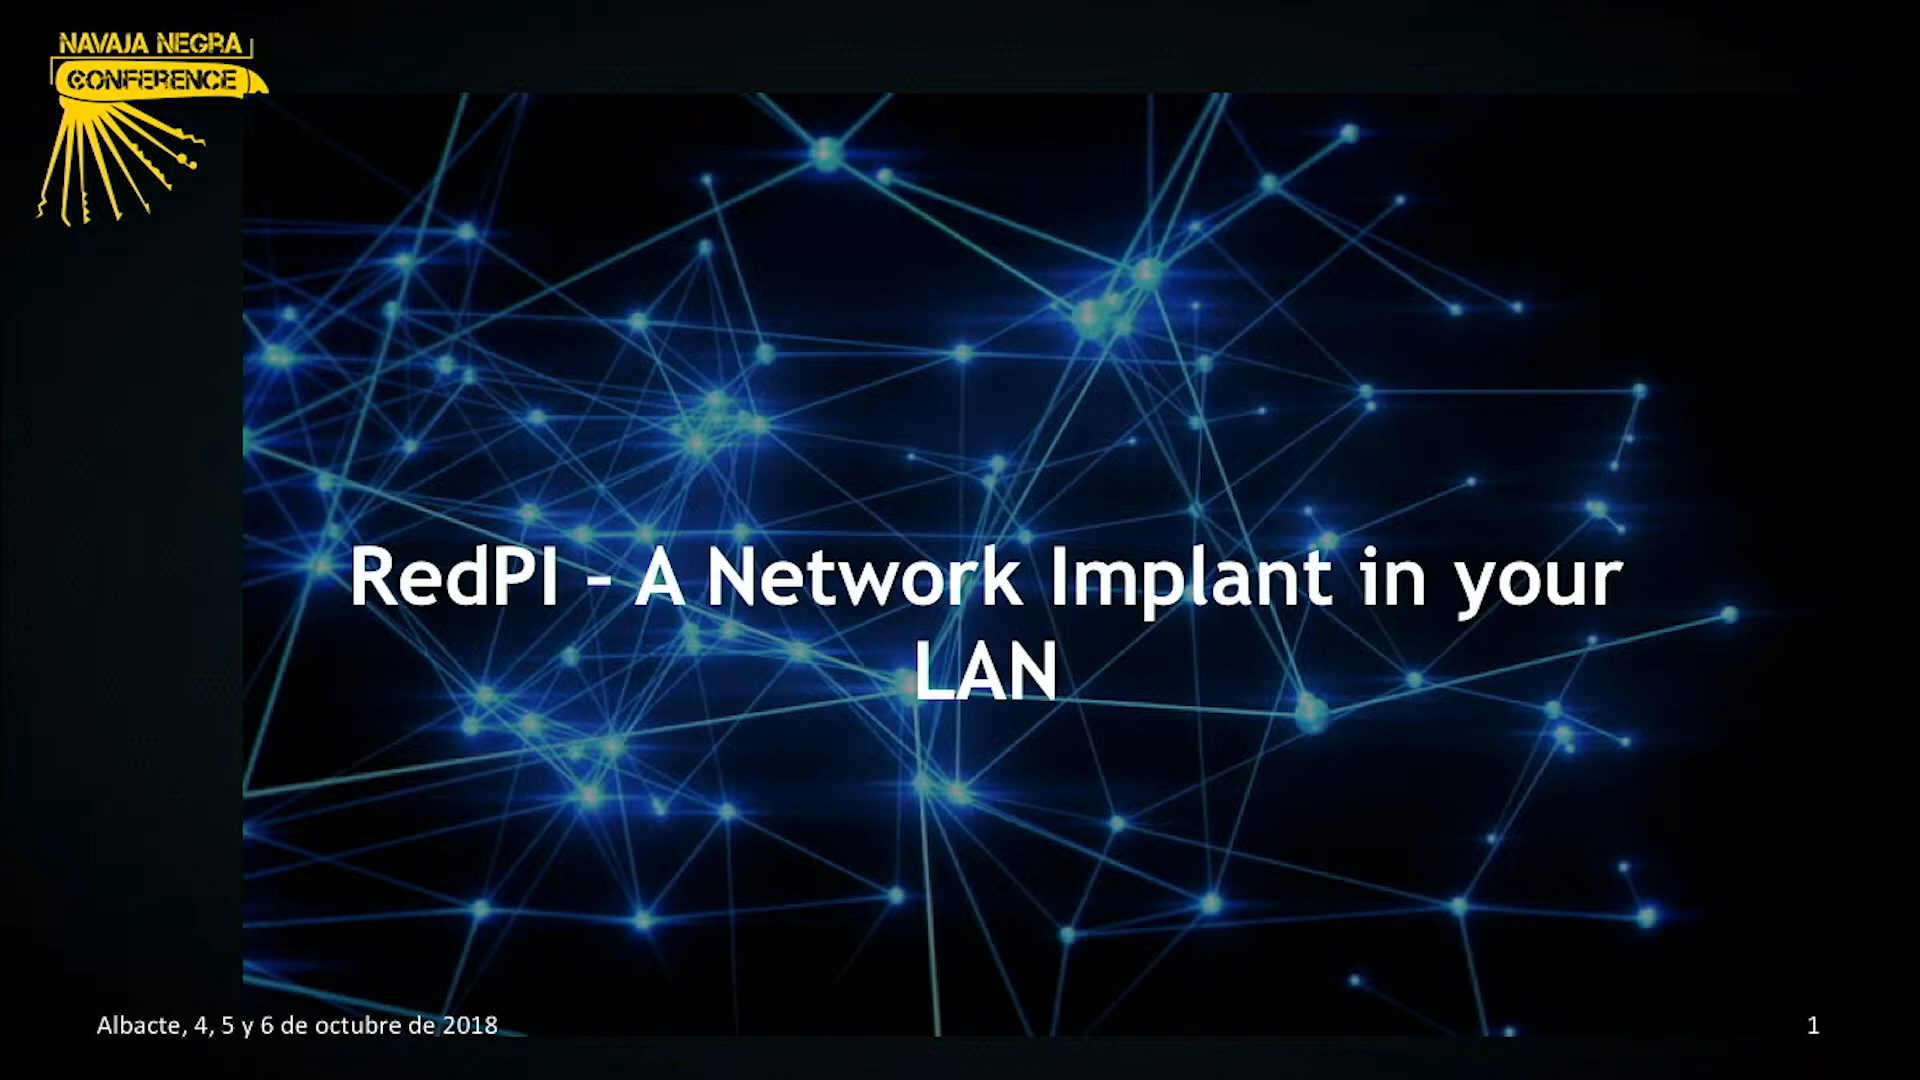 NAVAJA NEGRA
CONFERENCE
RedPI - A Network Implant in your
LAN
Albacte, 4, 5 y 6 de octubre de 2018
1